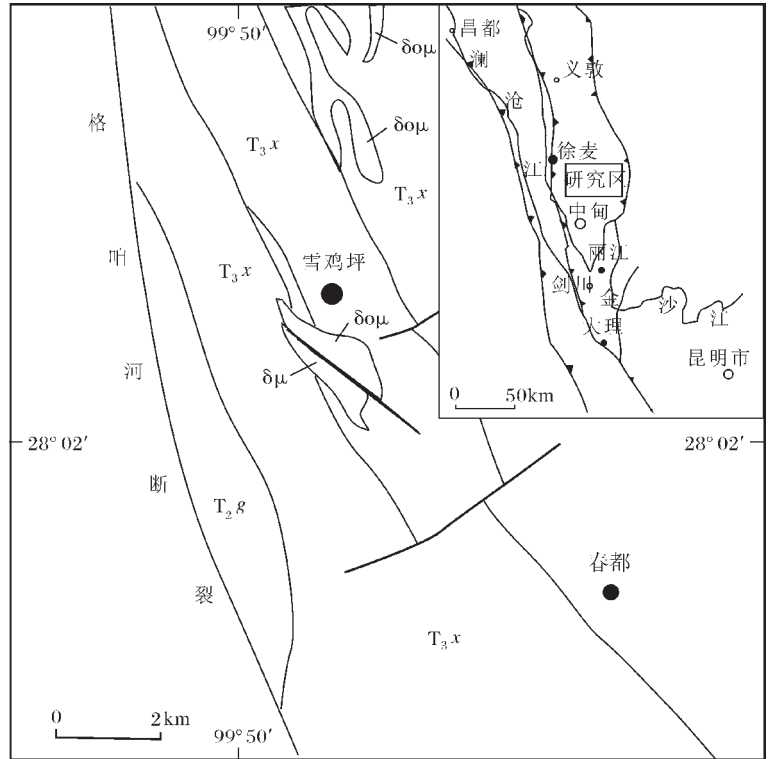 99° 50′
δομ
δομ
T₃x
T₃x
格
咱
河
断
裂
T₃x
雪鸡坪
δομ
δμ
28° 02′
28° 02′
T₂g
春都
T₃x
0 2km
99° 50′
昌都
澜
沧
江
义敦
徐麦
研究区
中甸
丽江
剑川
金
沙
江
大理
昆明市
0 50km